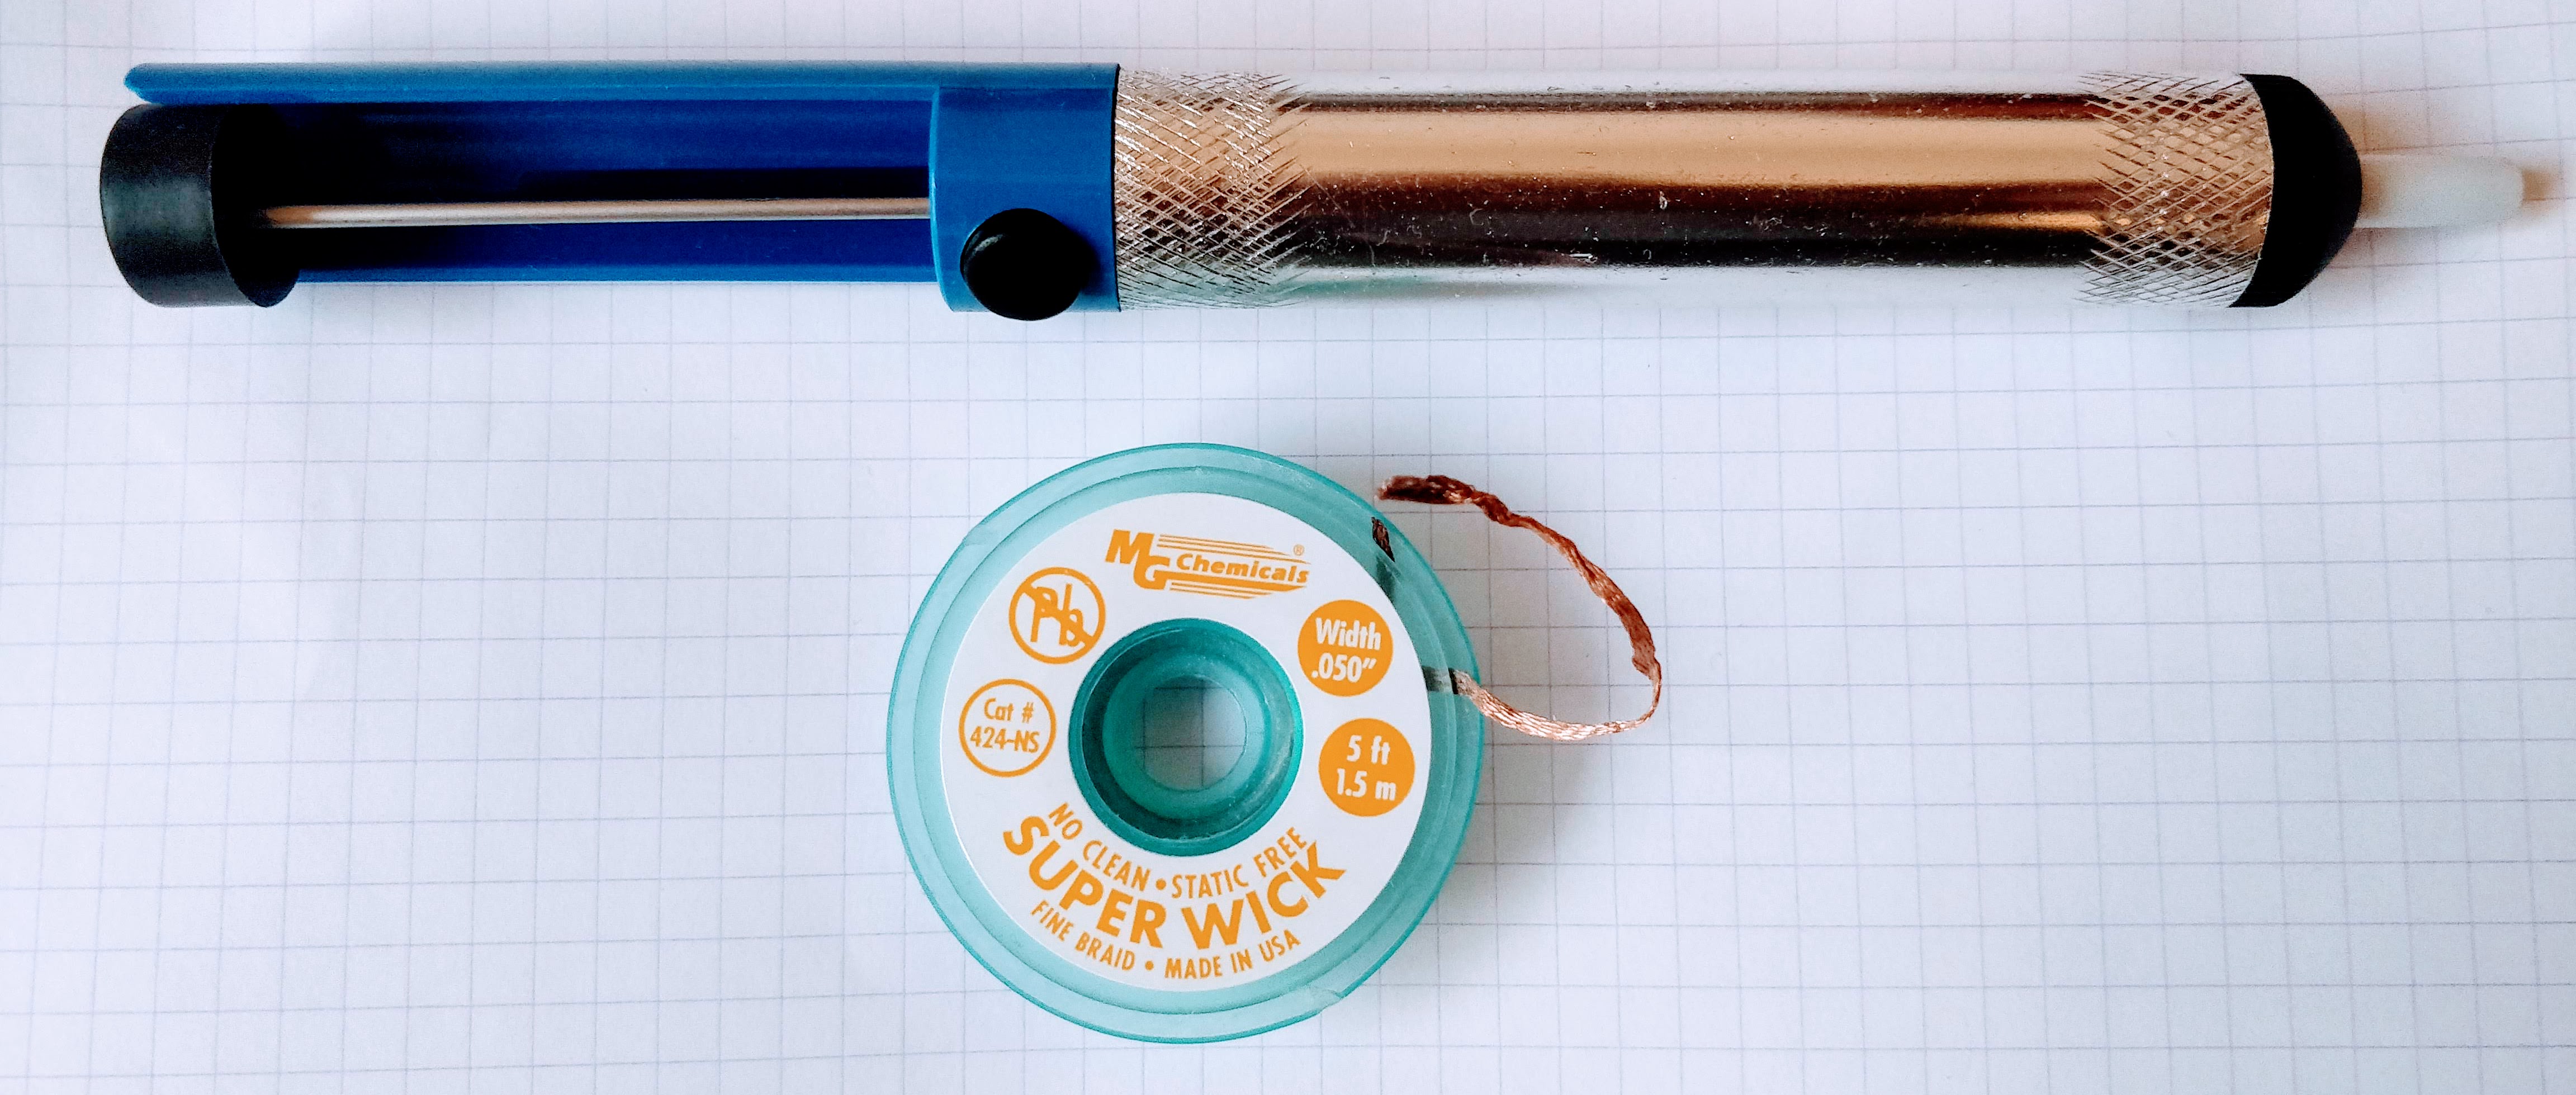 MG Chemicals®
Pb
Width
.050"
Cat #
424-NS
5 ft
1.5 m
NO CLEAN • STATIC FREE
SUPER WICK
FINE BRAID • MADE IN USA